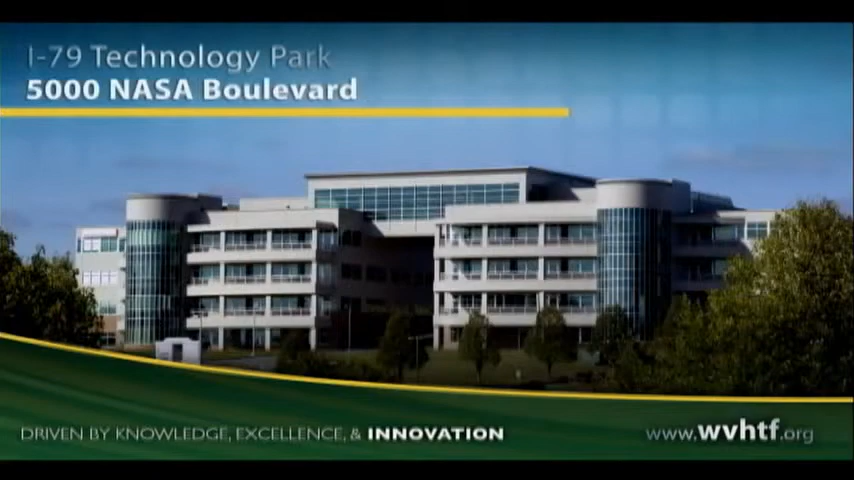 I-79 Technology Park
5000 NASA Boulevard
DRIVEN BY KNOWLEDGE, EXCELLENCE, & INNOVATION
www.wvhtf.org